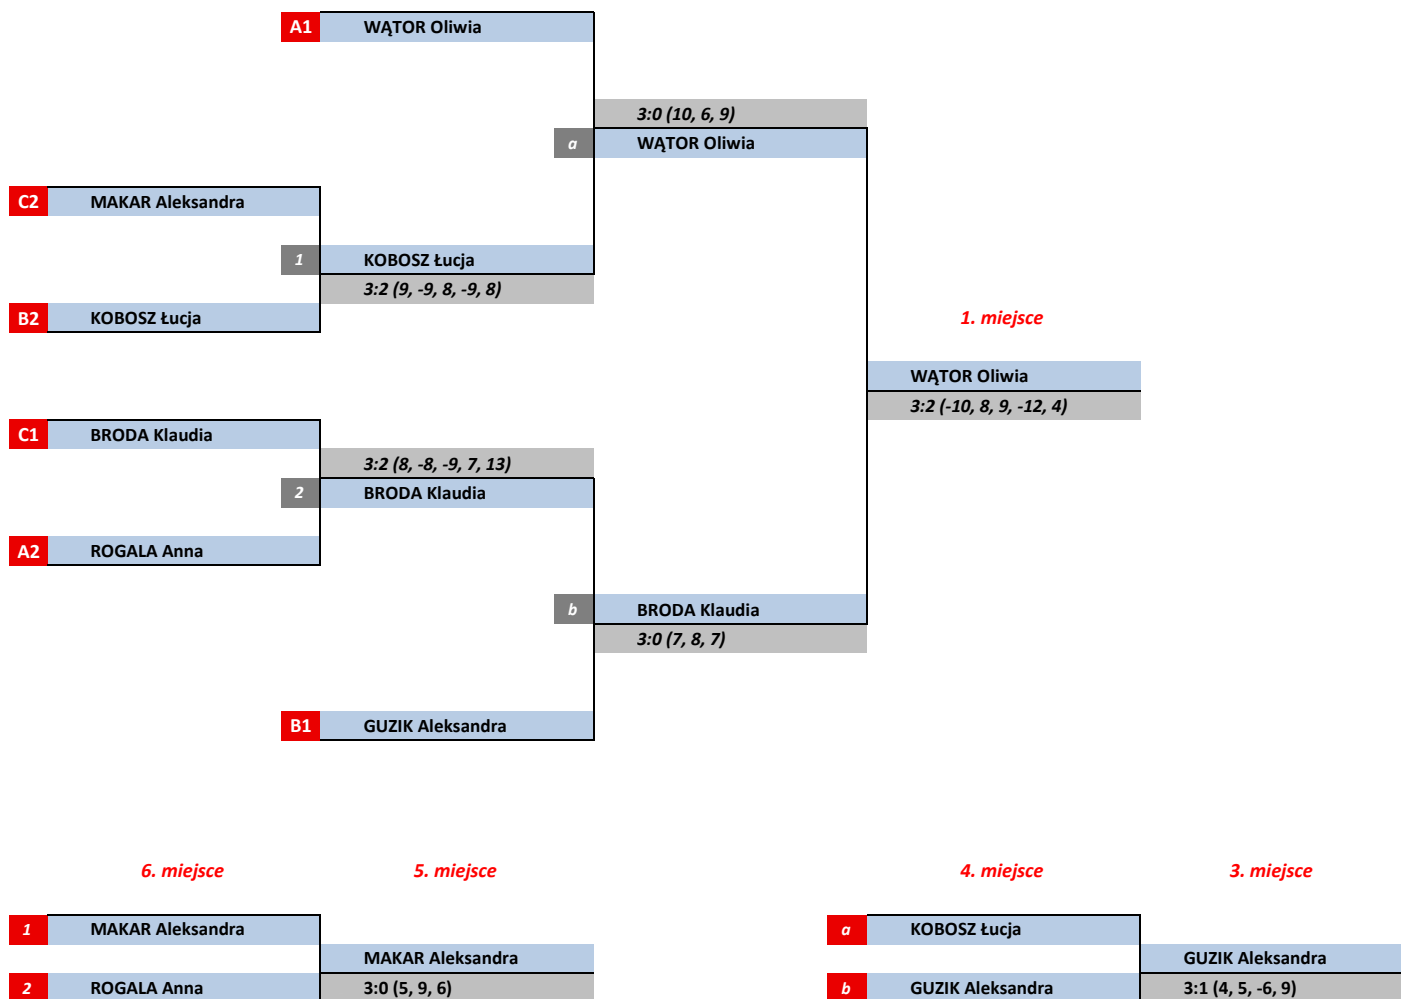 A1 WĄTOR Oliwia
3:0 (10, 6, 9)
a WĄTOR Oliwia
C2 MAKAR Aleksandra
1 KOBOSZ Łucja
3:2 (9, -9, 8, -9, 8)
B2 KOBOSZ Łucja
1. miejsce
WĄTOR Oliwia
3:2 (-10, 8, 9, -12, 4)
C1 BRODA Klaudia
3:2 (8, -8, -9, 7, 13)
2 BRODA Klaudia
A2 ROGALA Anna
b BRODA Klaudia
3:0 (7, 8, 7)
B1 GUZIK Aleksandra
6. miejsce 5. miejsce 4. miejsce 3. miejsce
1 MAKAR Aleksandra a KOBOSZ Łucja
MAKAR Aleksandra GUZIK Aleksandra
2 ROGALA Anna 3:0 (5, 9, 6) b GUZIK Aleksandra 3:1 (4, 5, -6, 9)